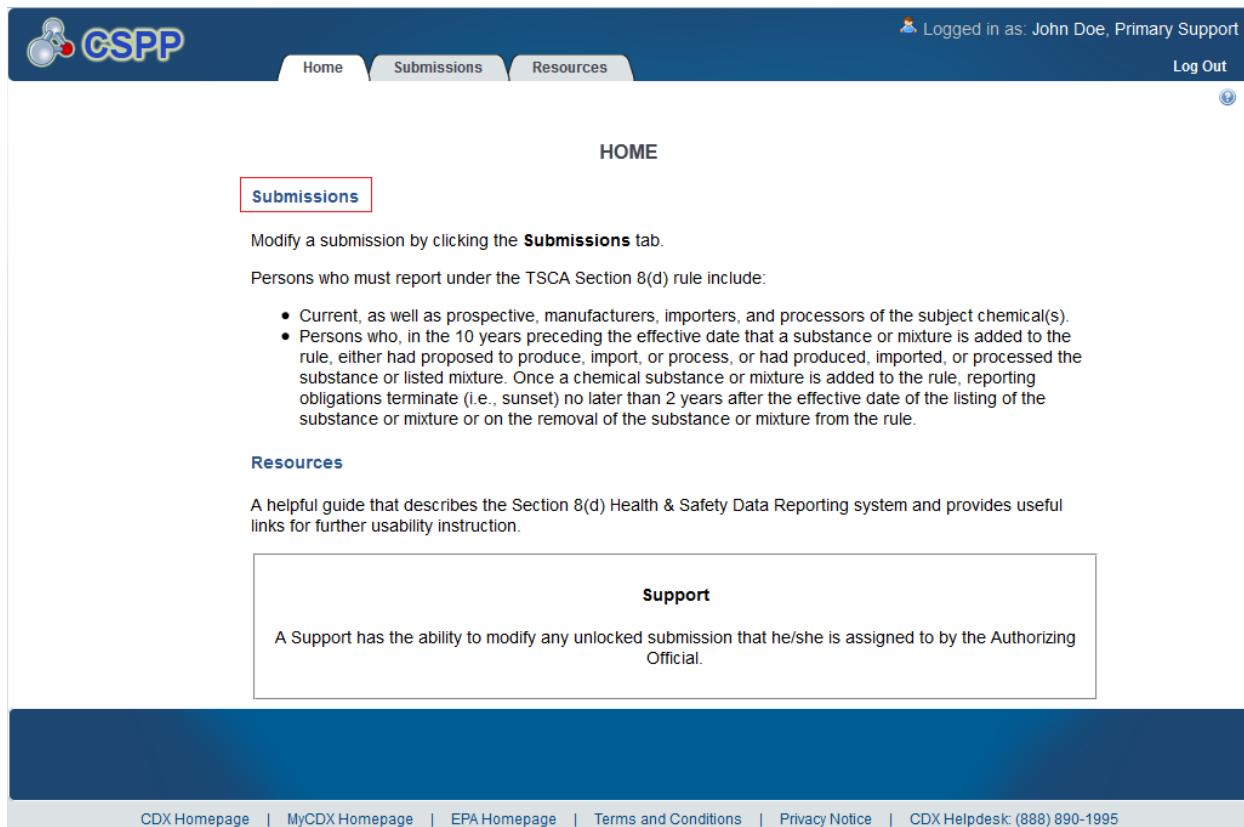 CSPP
Logged in as: John Doe, Primary Support
Home Submissions Resources
Log Out
HOME
Submissions
Modify a submission by clicking the Submissions tab.
Persons who must report under the TSCA Section 8(d) rule include:
• Current, as well as prospective, manufacturers, importers, and processors of the subject chemical(s).
• Persons who, in the 10 years preceding the effective date that a substance or mixture is added to the
rule, either had proposed to produce, import, or process, or had produced, imported, or processed the
substance or listed mixture. Once a chemical substance or mixture is added to the rule, reporting
obligations terminate (i.e., sunset) no later than 2 years after the effective date of the listing of the
substance or mixture or on the removal of the substance or mixture from the rule.
Resources
A helpful guide that describes the Section 8(d) Health & Safety Data Reporting system and provides useful
links for further usability instruction.
Support
A Support has the ability to modify any unlocked submission that he/she is assigned to by the Authorizing
Official.
CDX Homepage | MyCDX Homepage | EPA Homepage | Terms and Conditions | Privacy Notice | CDX Helpdesk: (888) 890-1995